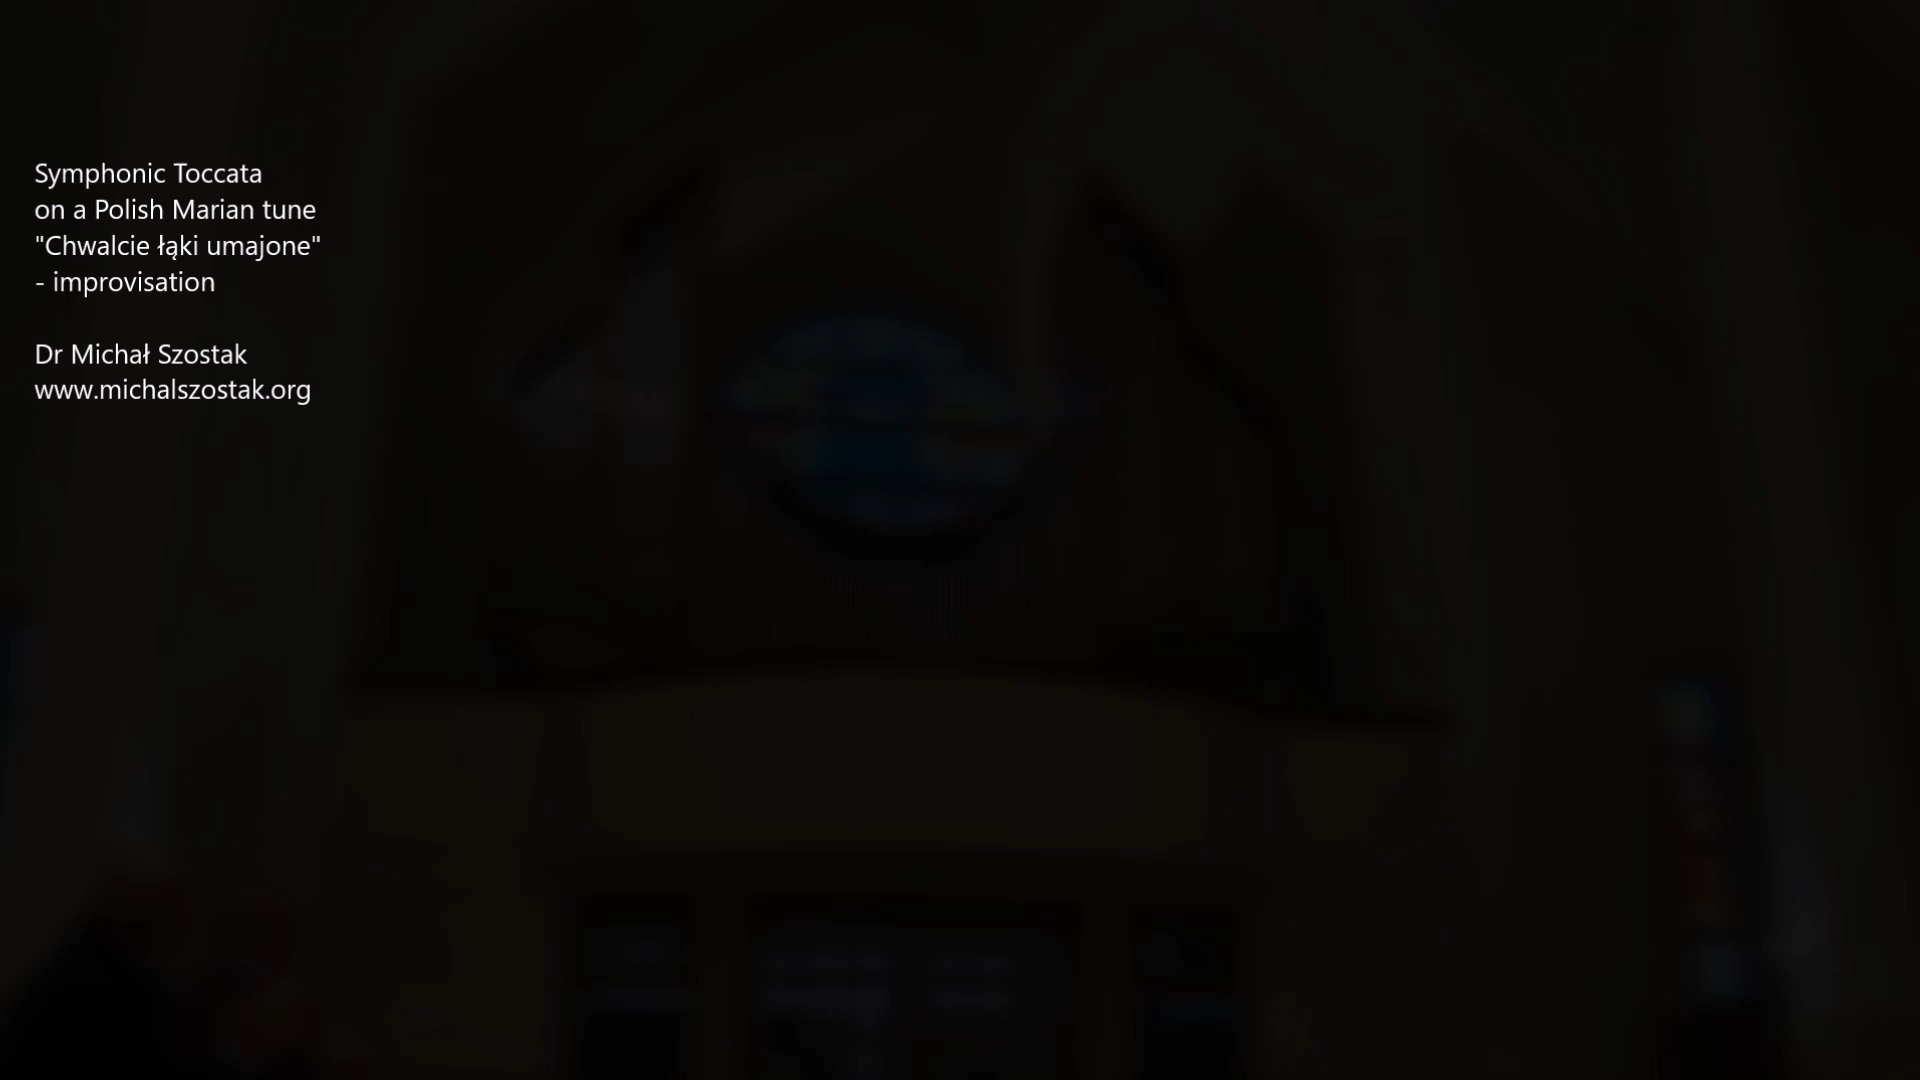 Symphonic Toccata
on a Polish Marian tune
"Chwalcie łąki umajone"
- improvisation
Dr Michał Szostak
www.michalszostak.org